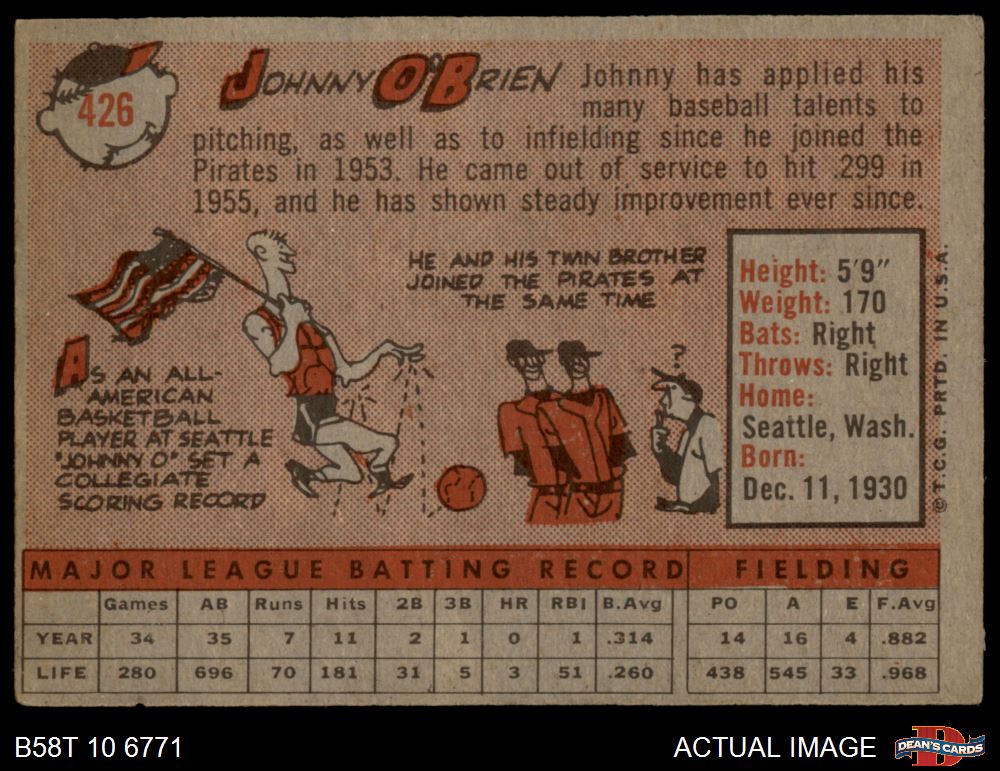 426
JOHNNY O'BRIEN
Johnny has applied his
many baseball talents to
pitching, as well as to infielding since he joined the
Pirates in 1953. He came out of service to hit .299 in
1955, and he has shown steady improvement ever since.
HE AND HIS TWIN BROTHER
JOINED THE PIRATES AT
THE SAME TIME
?
AS AN ALL-
AMERICAN
BASKETBALL
PLAYER AT SEATTLE
"JOHNNY O" SET A
COLLEGIATE
SCORING RECORD
Height: 5'9"
Weight: 170
Bats: Right
Throws: Right
Home:
Seattle, Wash.
Born:
Dec. 11, 1930
© T.C.G. PRTD. IN U.S.A.
MAJOR LEAGUE BATTING RECORD FIELDING
Games AB Runs Hits 2B 3B HR RBI B.Avg PO A E F.Avg
YEAR 34 35 7 11 2 1 0 1 .314 14 16 4 .882
LIFE 280 696 70 181 31 5 3 51 .260 438 545 33 .968
B58T 10 6771
ACTUAL IMAGE
DEAN'S CARDS